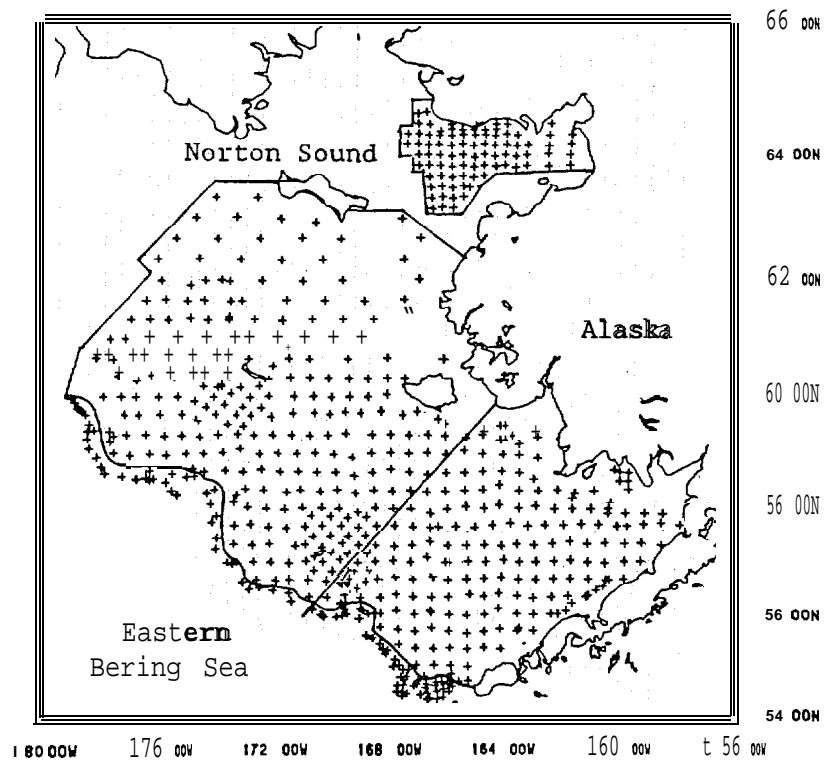 66 00N
Norton Sound
64 00N
62 00N
Alaska
60 00N
56 00N
56 00N
Eastern
Bering Sea
54 00N
180 00W 176 00W 172 00W 168 00W 164 00W 160 00W t 56 00W